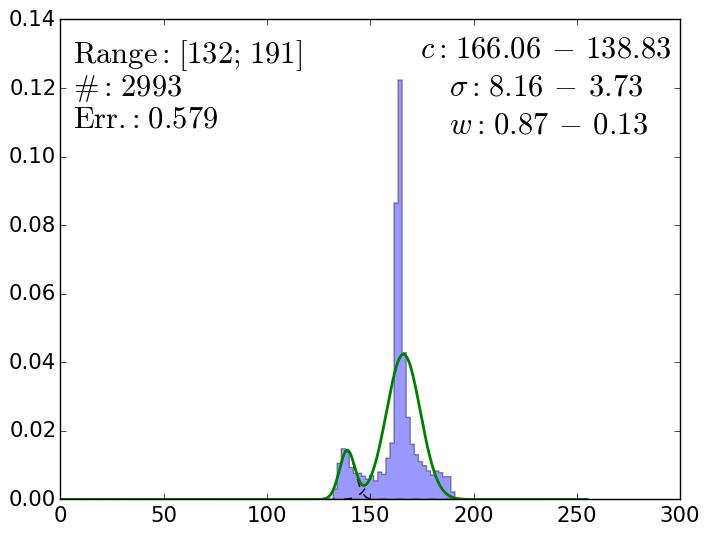 0.14
0.12
0.10
0.08
0.06
0.04
0.02
0.00
Range: [132; 191]
#: 2993
Err.: 0.579
c: 166.06 − 138.83
σ: 8.16 − 3.73
w: 0.87 − 0.13
0 50 100 150 200 250 300